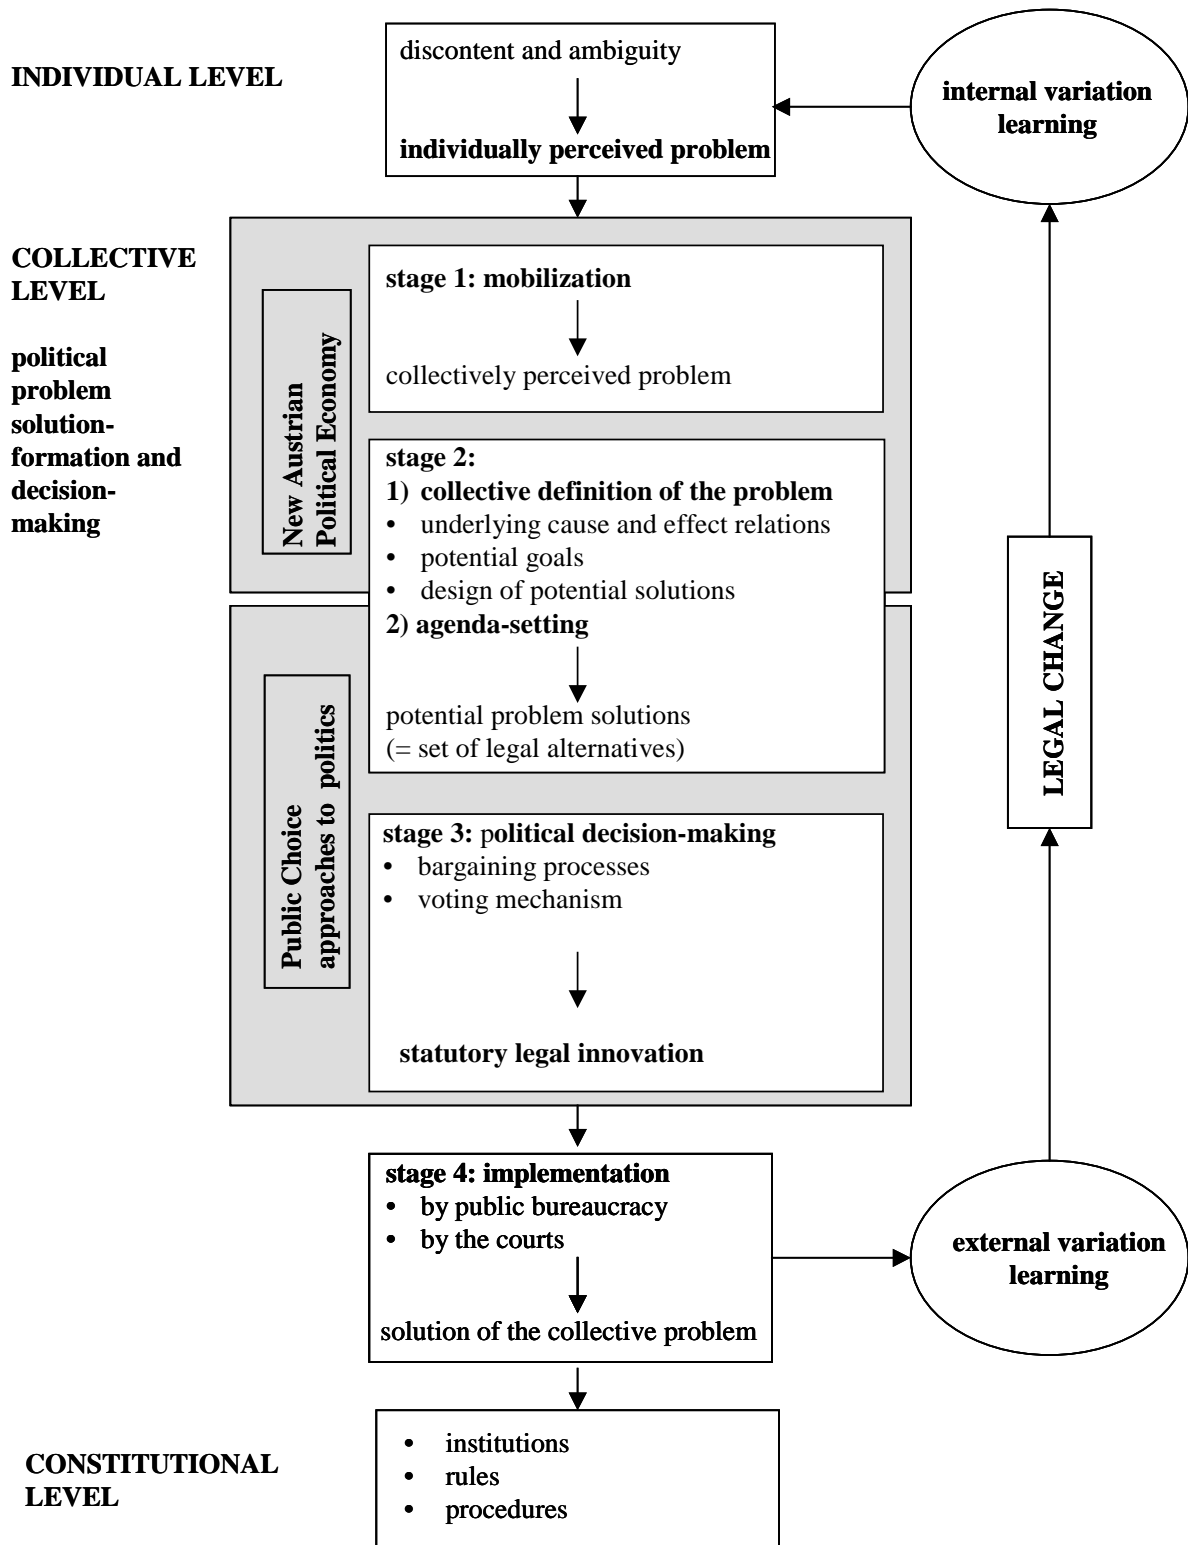 INDIVIDUAL LEVEL
discontent and ambiguity
individually perceived problem
internal variation
learning
COLLECTIVE
LEVEL
political
problem
solution-
formation and
decision-
making
New Austrian
Political Economy
stage 1: mobilization
collectively perceived problem
stage 2:
1) collective definition of the problem
• underlying cause and effect relations
• potential goals
• design of potential solutions
2) agenda-setting
potential problem solutions
(= set of legal alternatives)
LEGAL CHANGE
Public Choice
approaches to politics
stage 3: political decision-making
• bargaining processes
• voting mechanism
statutory legal innovation
stage 4: implementation
• by public bureaucracy
• by the courts
solution of the collective problem
external variation
learning
CONSTITUTIONAL
LEVEL
• institutions
• rules
• procedures